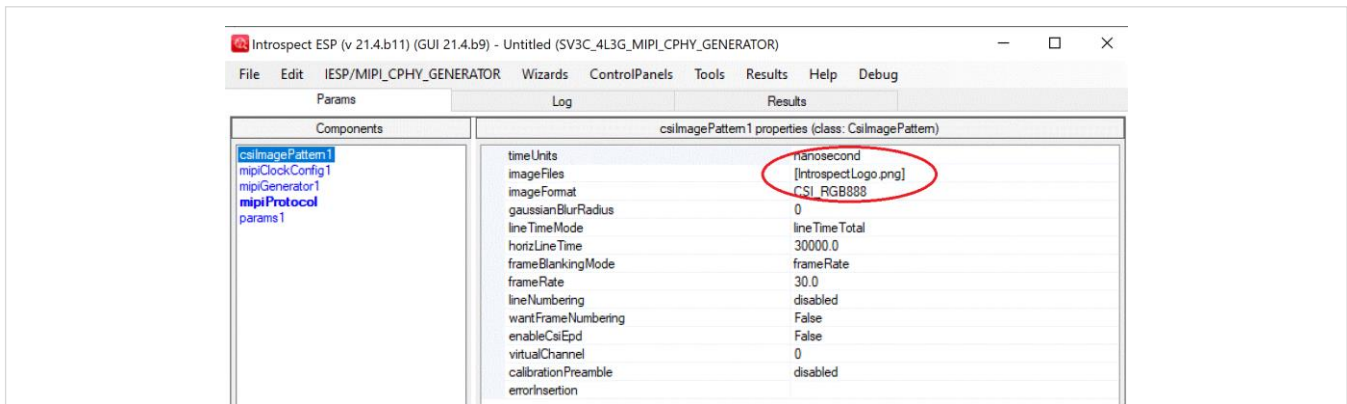 Introspect ESP (v 21.4.b11) (GUI 21.4.b9) - Untitled (SV3C_4L3G_MIPI_CPHY_GENERATOR)
File Edit IESP/MIPI_CPHY_GENERATOR Wizards ControlPanels Tools Results Help Debug
Params Log Results
Components csiImagePattern1 properties (class: CsiImagePattern)
csiImagePattern1
mipiClockConfig1
mipiGenerator1
mipiProtocol
params1
timeUnits nanosecond
imageFiles [IntrospectLogo.png]
imageFormat CSI_RGB888
gaussianBlurRadius 0
lineTimeMode lineTimeTotal
horizLineTime 30000.0
frameBlankingMode frameRate
frameRate 30.0
lineNumbering disabled
wantFrameNumbering False
enableCsiEpd False
virtualChannel 0
calibrationPreamble disabled
errorInsertion